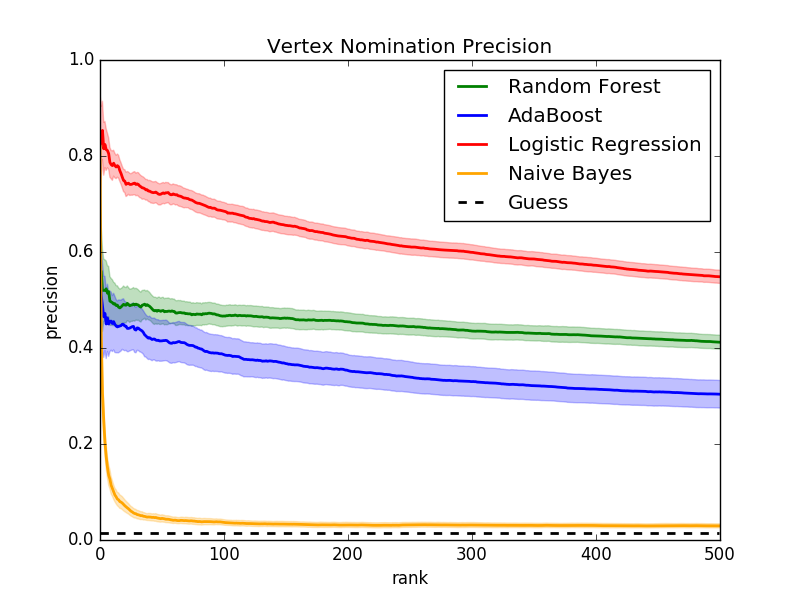 Vertex Nomination Precision
1.0
0.8
0.6
0.4
0.2
0.0
precision
0 100 200 300 400 500
rank
Random Forest
AdaBoost
Logistic Regression
Naive Bayes
Guess